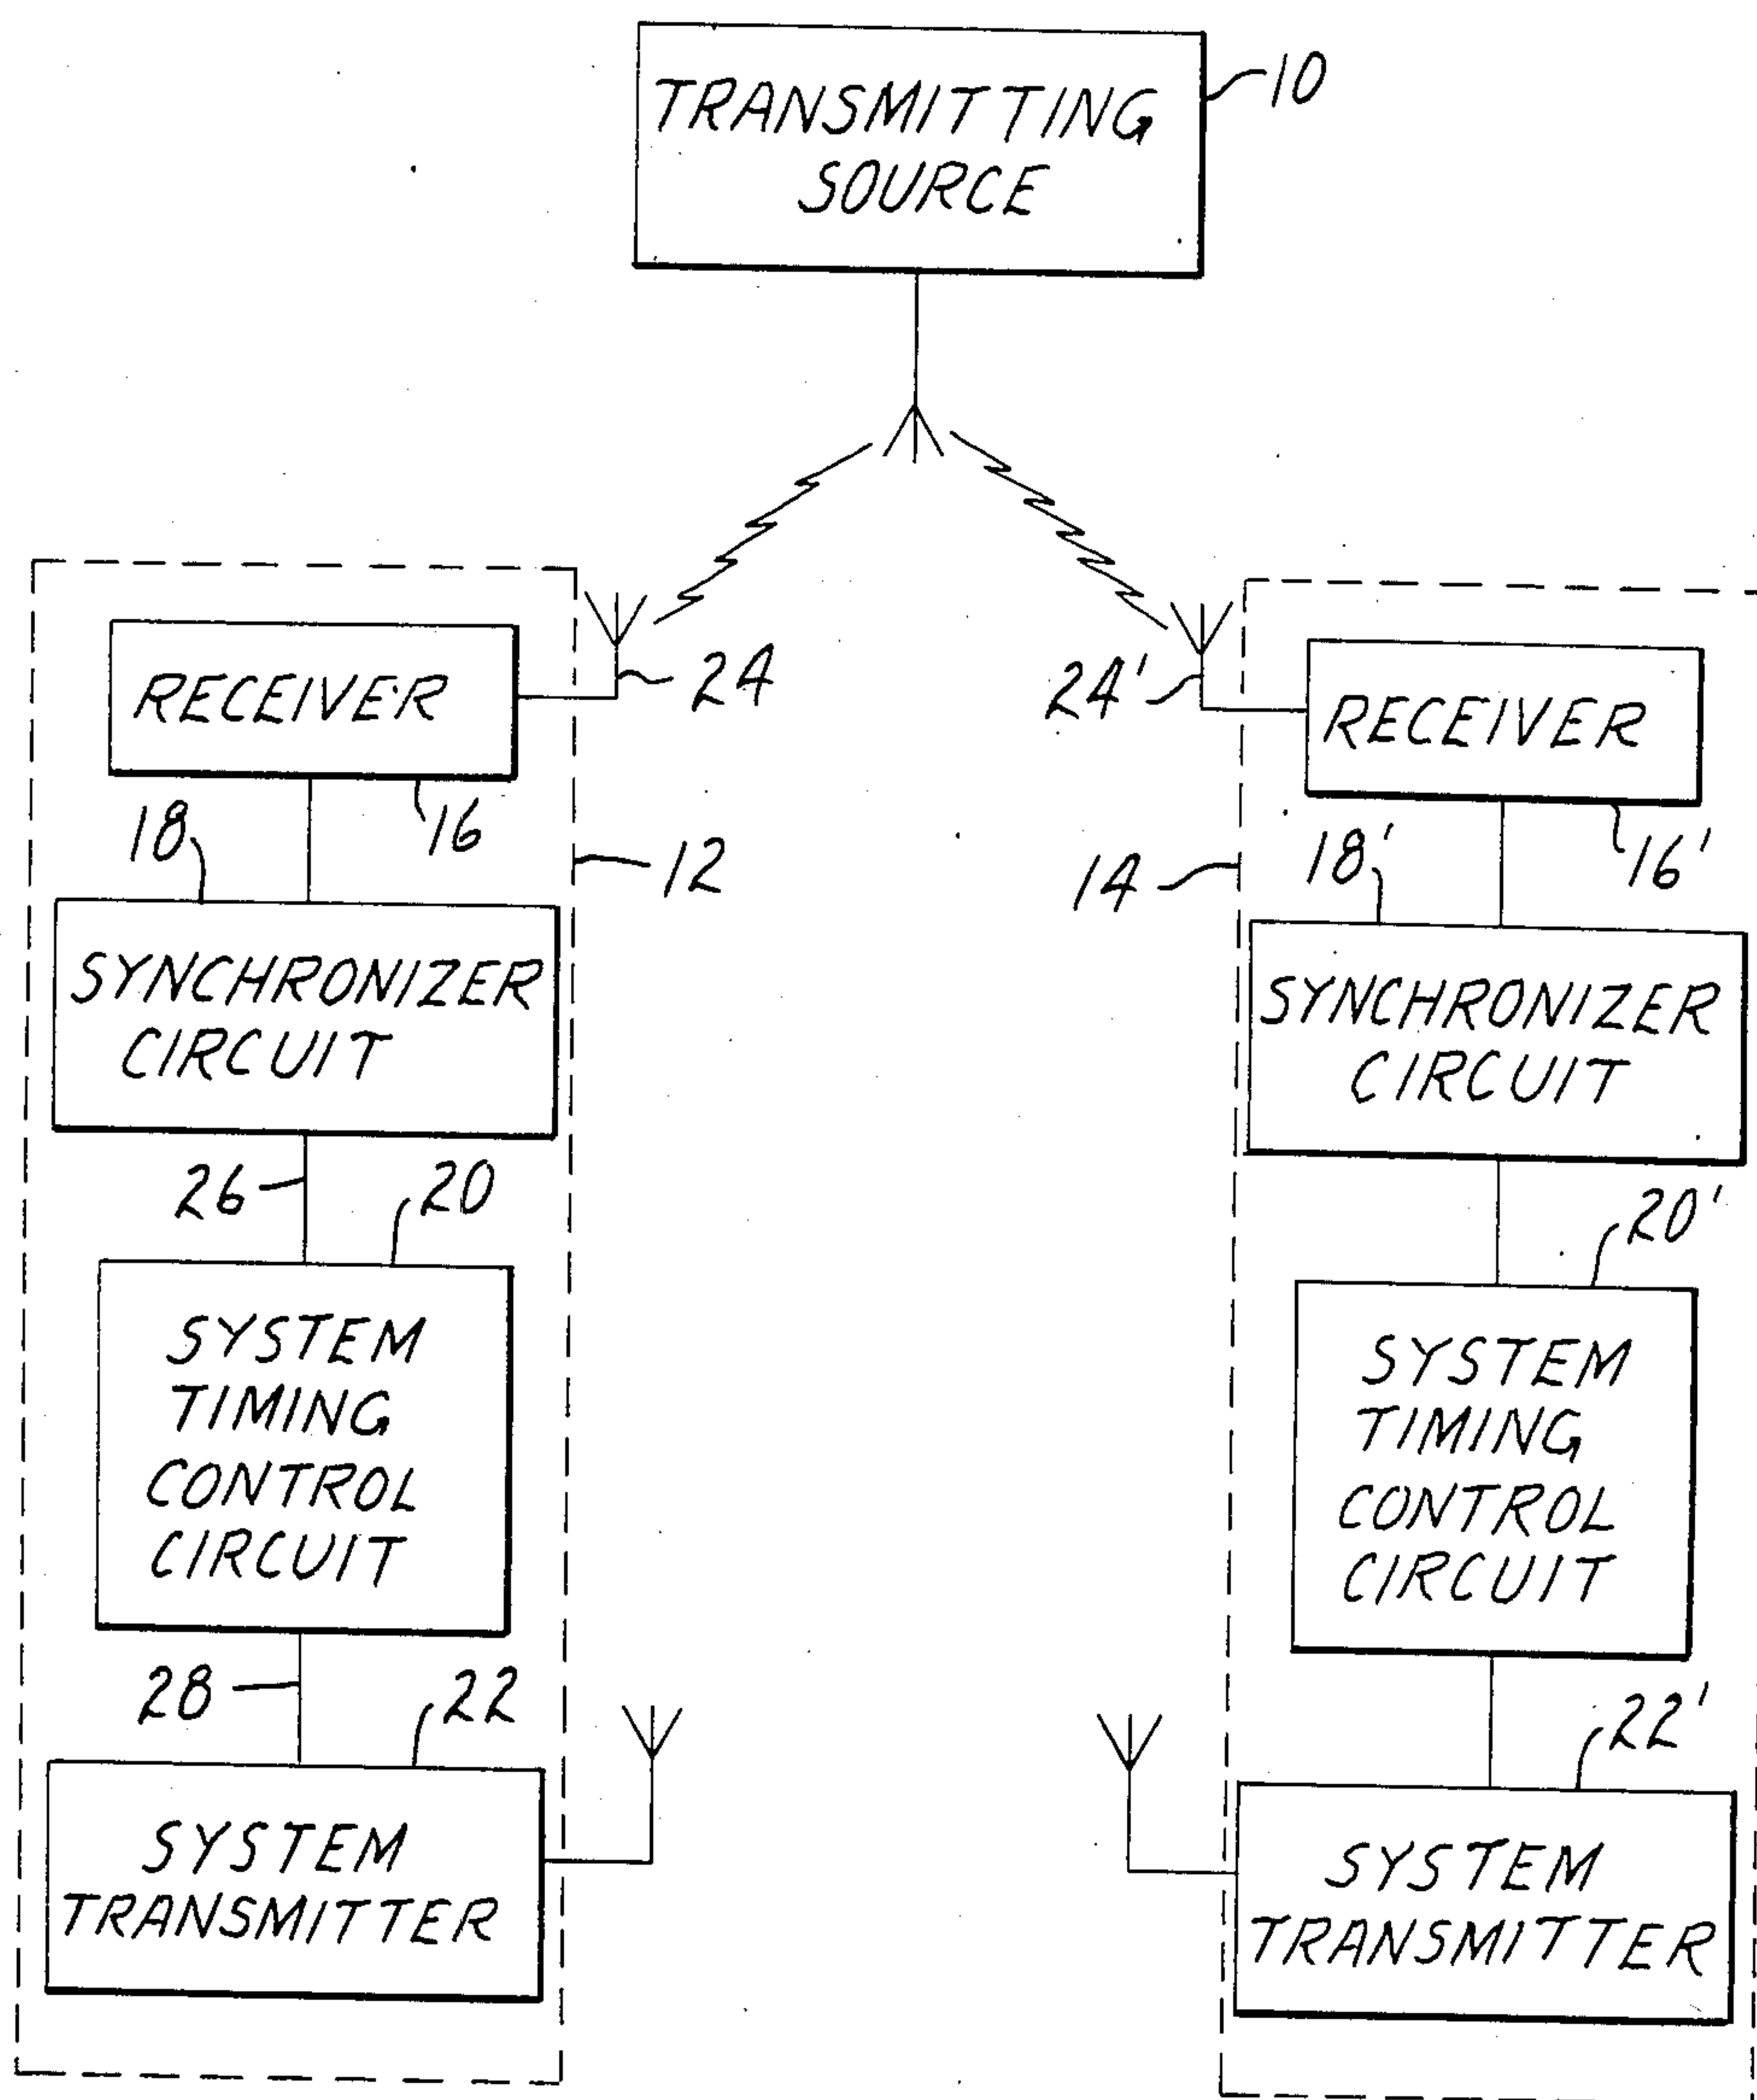 TRANSMITTING
SOURCE
10
RECEIVER
24
16
18
12
SYNCHRONIZER
CIRCUIT
26
20
SYSTEM
TIMING
CONTROL
CIRCUIT
28
22
SYSTEM
TRANSMITTER
24'
RECEIVER
16'
18'
14
SYNCHRONIZER
CIRCUIT
20'
SYSTEM
TIMING
CONTROL
CIRCUIT
22'
SYSTEM
TRANSMITTER